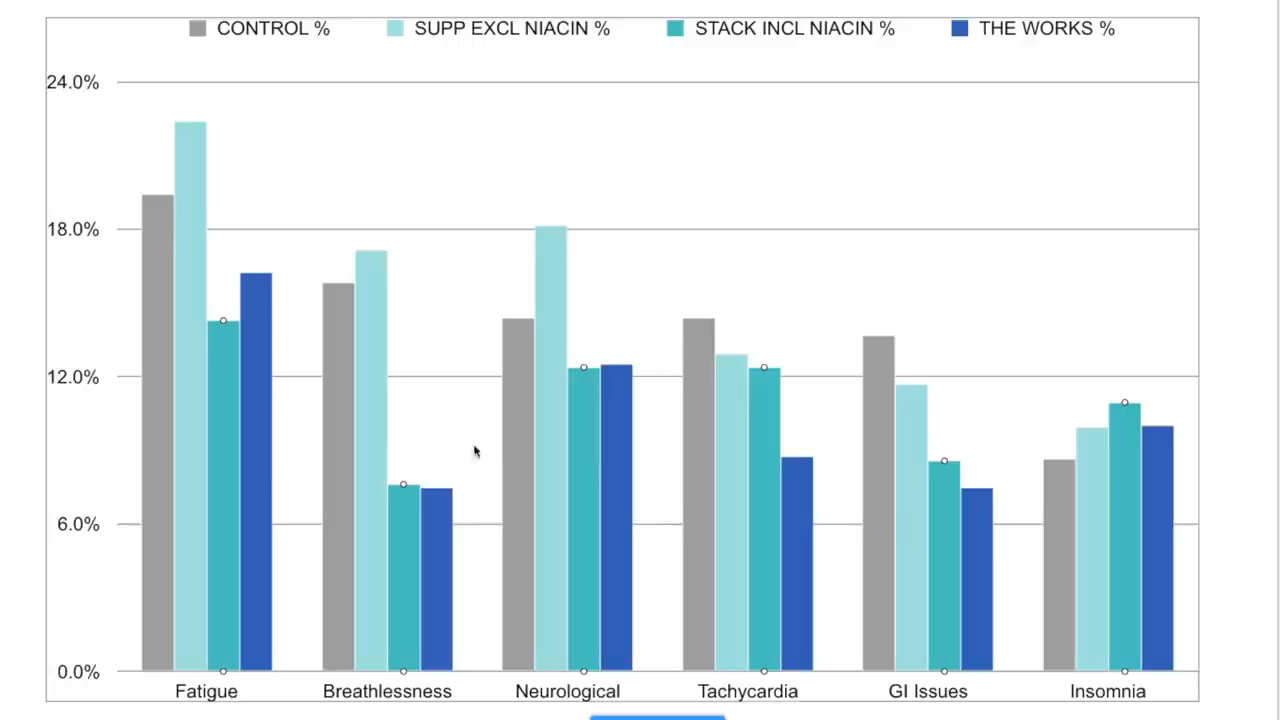 CONTROL % SUPP EXCL NIACIN % STACK INCL NIACIN % THE WORKS %
24.0%
18.0%
12.0%
6.0%
0.0%
Fatigue Breathlessness Neurological Tachycardia GI Issues Insomnia